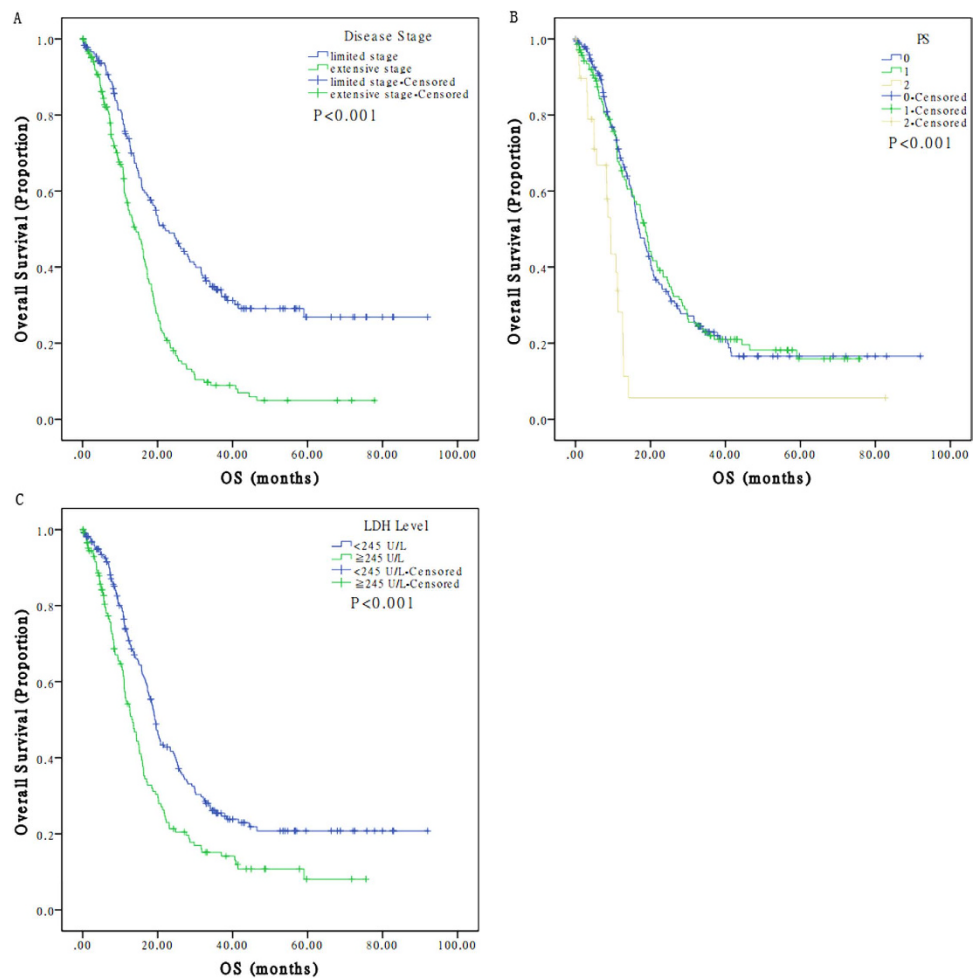 A
Disease Stage
limited stage
extensive stage
limited stage-Censored
extensive stage-Censored
P<0.001
Overall Survival (Proportion)
1.0
0.8
0.6
0.4
0.2
0.0
.00 20.00 40.00 60.00 80.00 100.00
OS (months)
B
PS
0
1
2
0-Censored
1-Censored
2-Censored
P<0.001
Overall Survival (Proportion)
1.0
0.8
0.6
0.4
0.2
0.0
.00 20.00 40.00 60.00 80.00 100.00
OS (months)
C
LDH Level
<245 U/L
≧245 U/L
<245 U/L-Censored
≧245 U/L-Censored
P<0.001
Overall Survival (Proportion)
1.0
0.8
0.6
0.4
0.2
0.0
.00 20.00 40.00 60.00 80.00 100.00
OS (months)